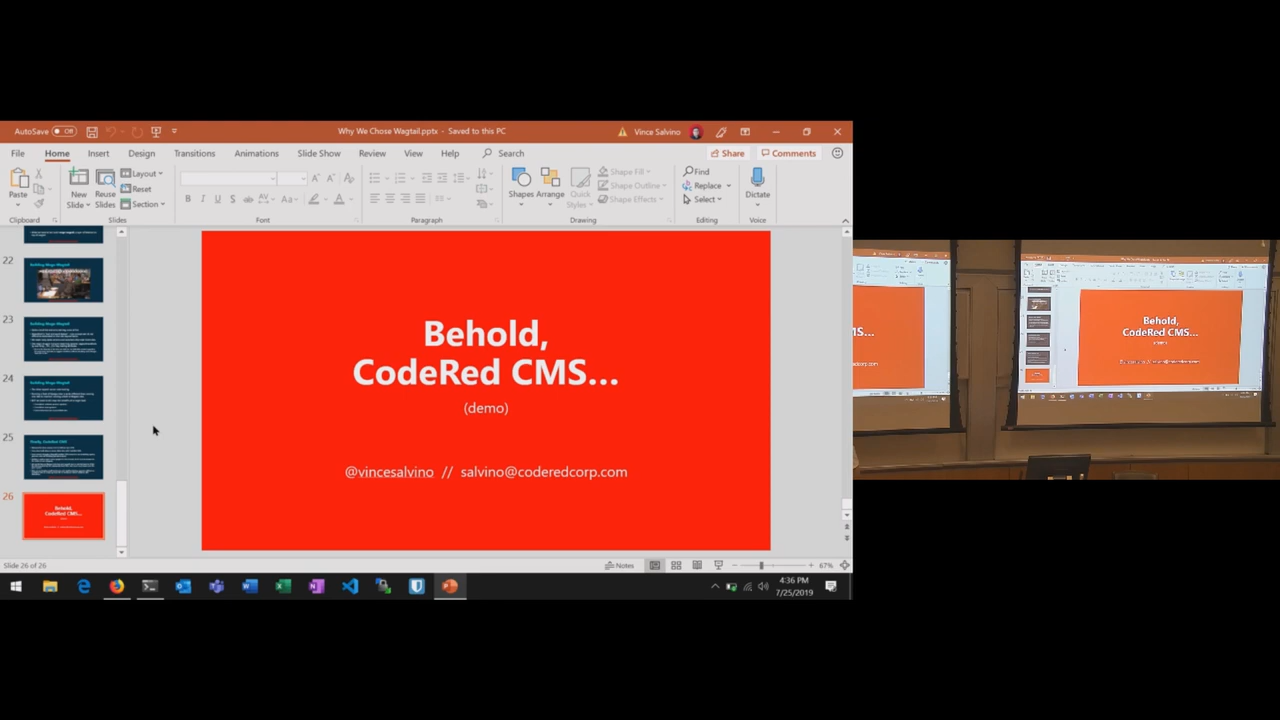 AutoSave Off
Why We Chose Wagtail.pptx - Saved to this PC
Vince Salvino
File Home Insert Design Transitions Animations Slide Show Review View Help Search
Share Comments
Paste
New Slide
Reuse Slides
Layout
Reset
Section
Shapes
Arrange
Quick Styles
Shape Fill
Shape Outline
Shape Effects
Find
Replace
Select
Dictate
Clipboard Slides Font Paragraph Drawing Editing Voice
22
23
24
25
26
Behold,
CodeRed CMS...
(demo)
@vincesalvino // salvino@coderedcorp.com
Slide 26 of 26
Notes
67%
4:36 PM
7/25/2019
Behold,
CodeRed CMS...
Behold,
CodeRed CMS...